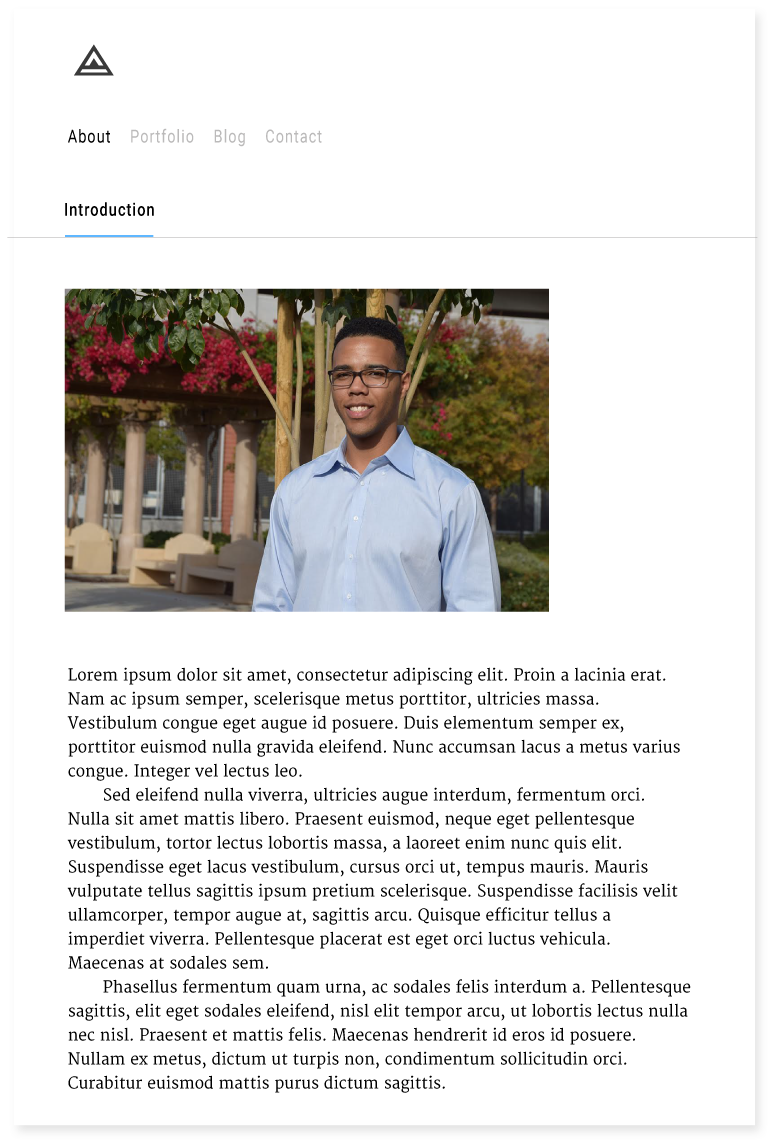 About Portfolio Blog Contact
Introduction
Lorem ipsum dolor sit amet, consectetur adipiscing elit. Proin a lacinia erat.
Nam ac ipsum semper, scelerisque metus porttitor, ultricies massa.
Vestibulum congue eget augue id posuere. Duis elementum semper ex,
porttitor euismod nulla gravida eleifend. Nunc accumsan lacus a metus varius
congue. Integer vel lectus leo.
Sed eleifend nulla viverra, ultricies augue interdum, fermentum orci.
Nulla sit amet mattis libero. Praesent euismod, neque eget pellentesque
vestibulum, tortor lectus lobortis massa, a laoreet enim nunc quis elit.
Suspendisse eget lacus vestibulum, cursus orci ut, tempus mauris. Mauris
vulputate tellus sagittis ipsum pretium scelerisque. Suspendisse facilisis velit
ullamcorper, tempor augue at, sagittis arcu. Quisque efficitur tellus a
imperdiet viverra. Pellentesque placerat est eget orci luctus vehicula.
Maecenas at sodales sem.
Phasellus fermentum quam urna, ac sodales felis interdum a. Pellentesque
sagittis, elit eget sodales eleifend, nisl elit tempor arcu, ut lobortis lectus nulla
nec nisl. Praesent et mattis felis. Maecenas hendrerit id eros id posuere.
Nullam ex metus, dictum ut turpis non, condimentum sollicitudin orci.
Curabitur euismod mattis purus dictum sagittis.